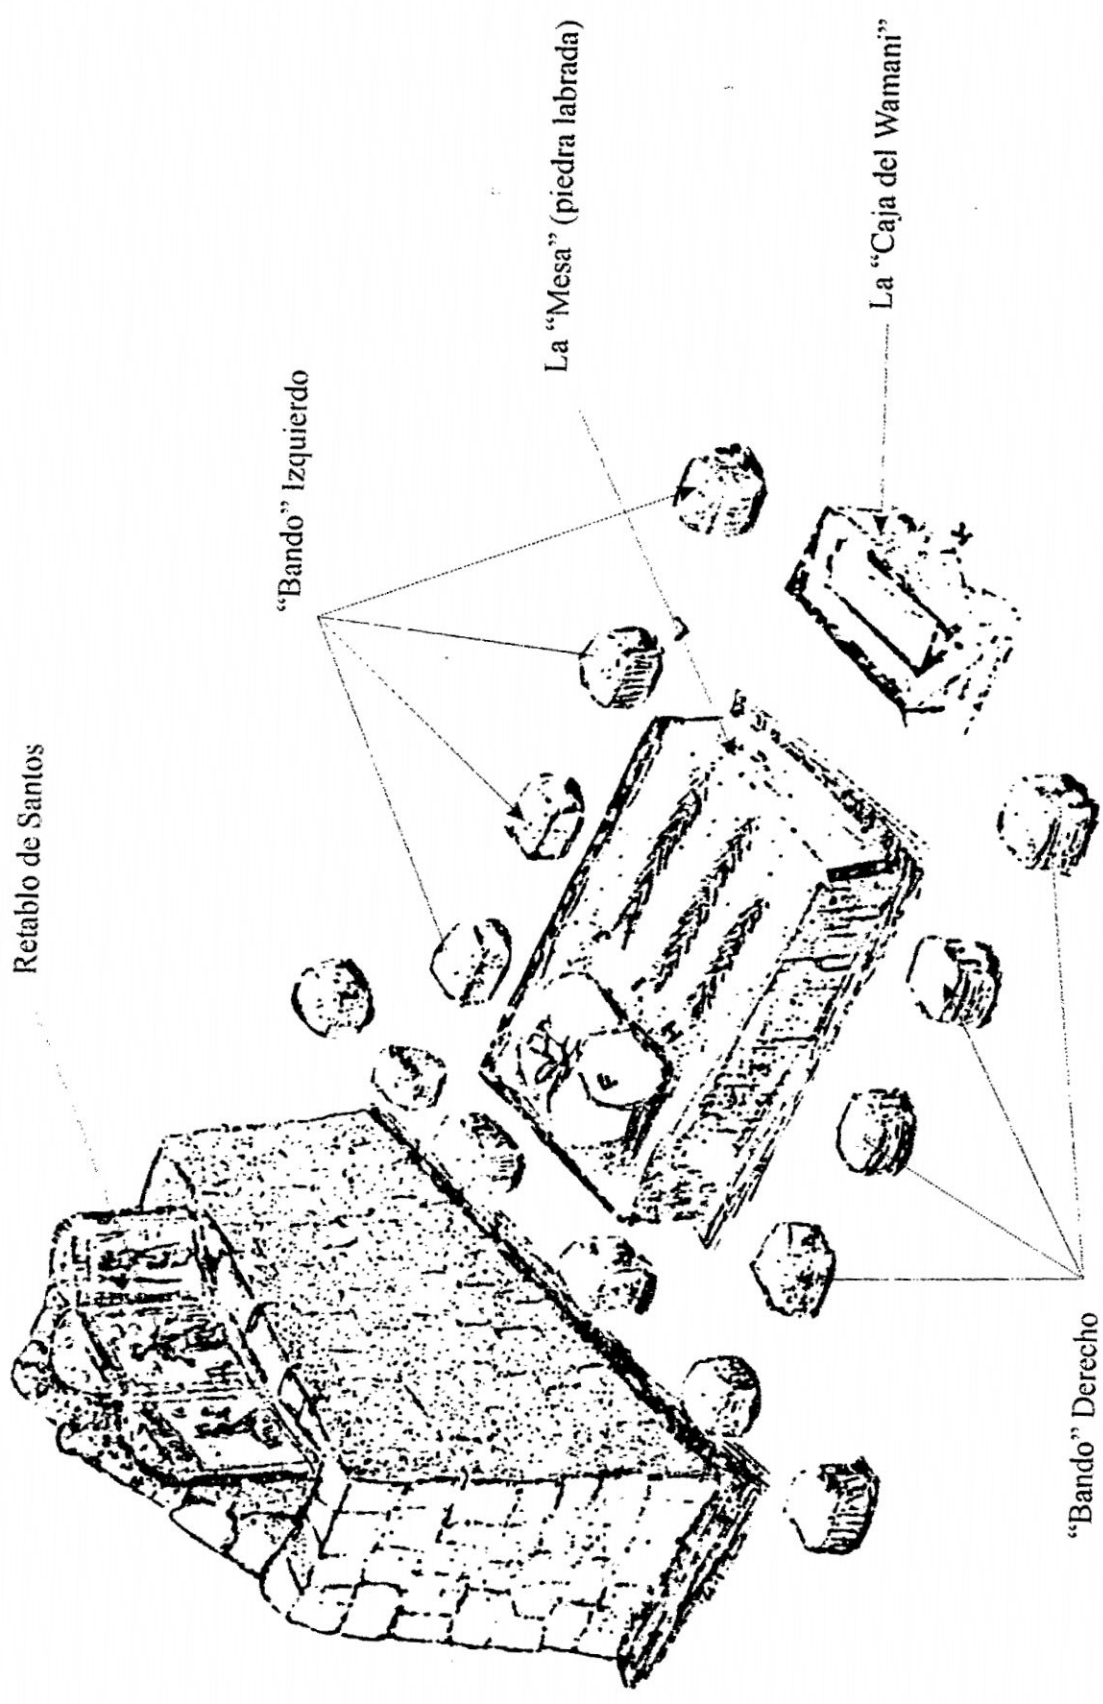 Retablo de Santos
“Bando” Izquierdo
La “Mesa” (piedra labrada)
La “Caja del Wamani”
“Bando” Derecho
F